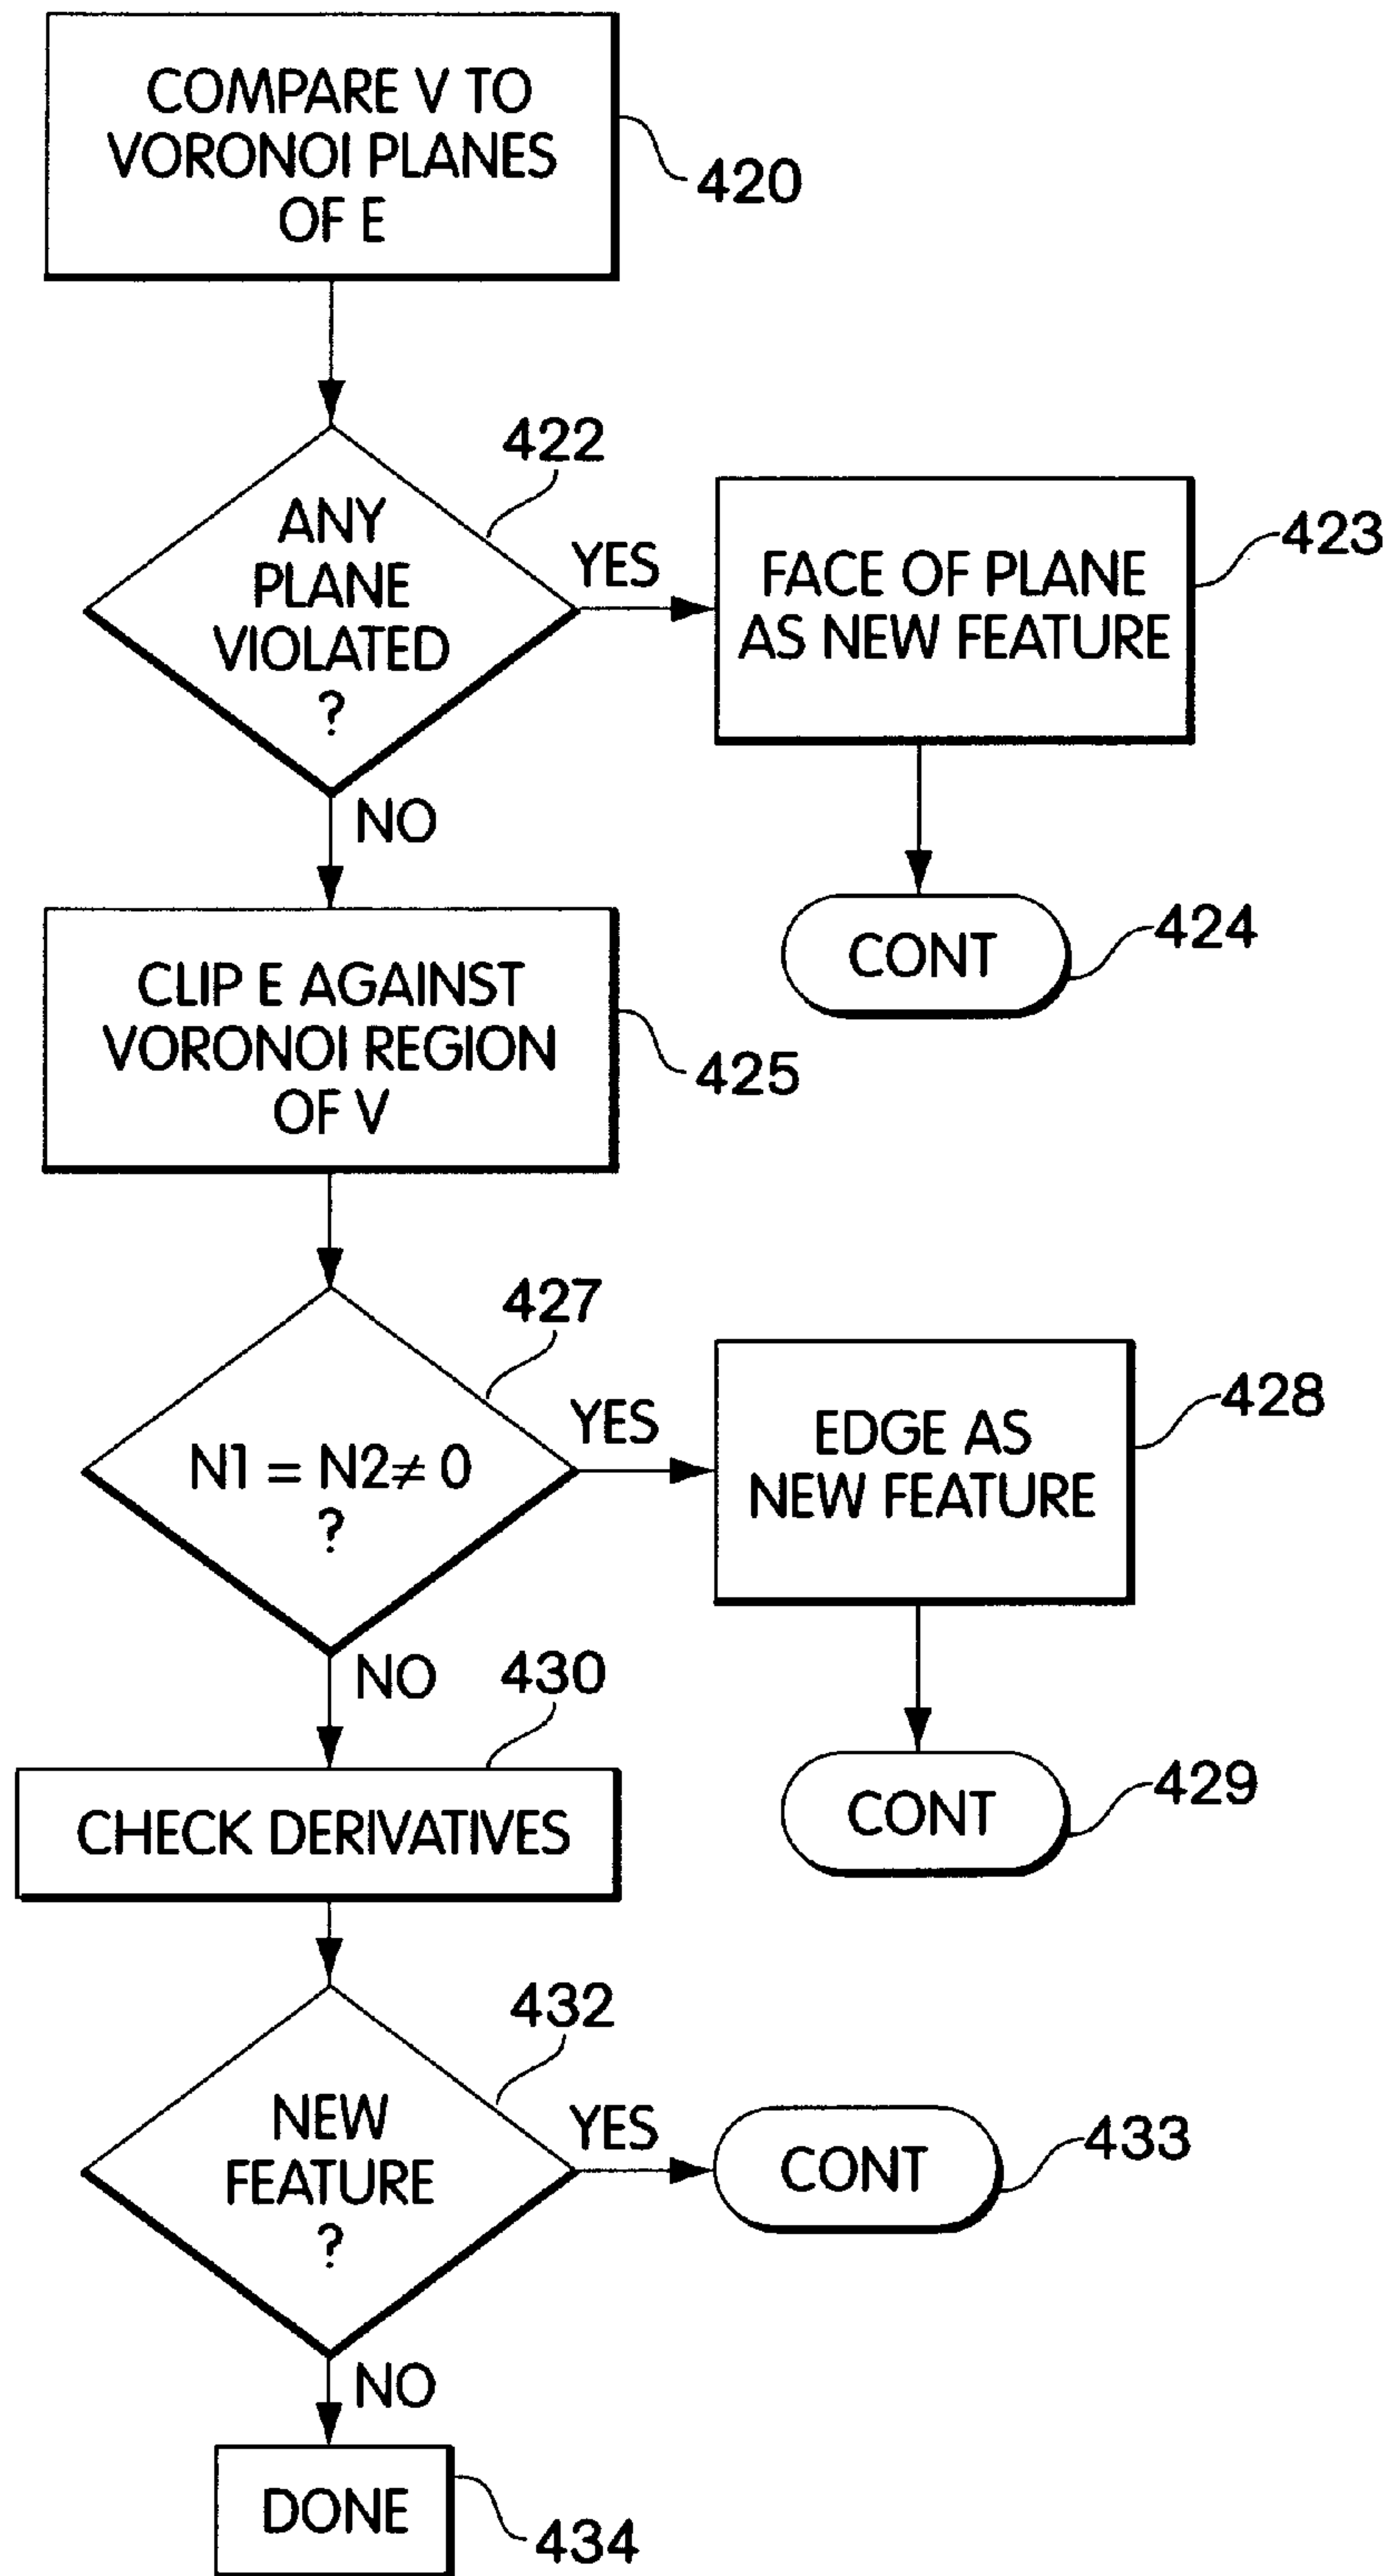 COMPARE V TO
VORONOI PLANES
OF E
420
422
ANY
PLANE
VIOLATED
?
YES
FACE OF PLANE
AS NEW FEATURE
423
NO
CONT
424
CLIP E AGAINST
VORONOI REGION
OF V
425
427
N1 = N2 ≠ 0
?
YES
EDGE AS
NEW FEATURE
428
NO
430
CONT
429
CHECK DERIVATIVES
432
NEW
FEATURE
?
YES
CONT
433
NO
DONE
434